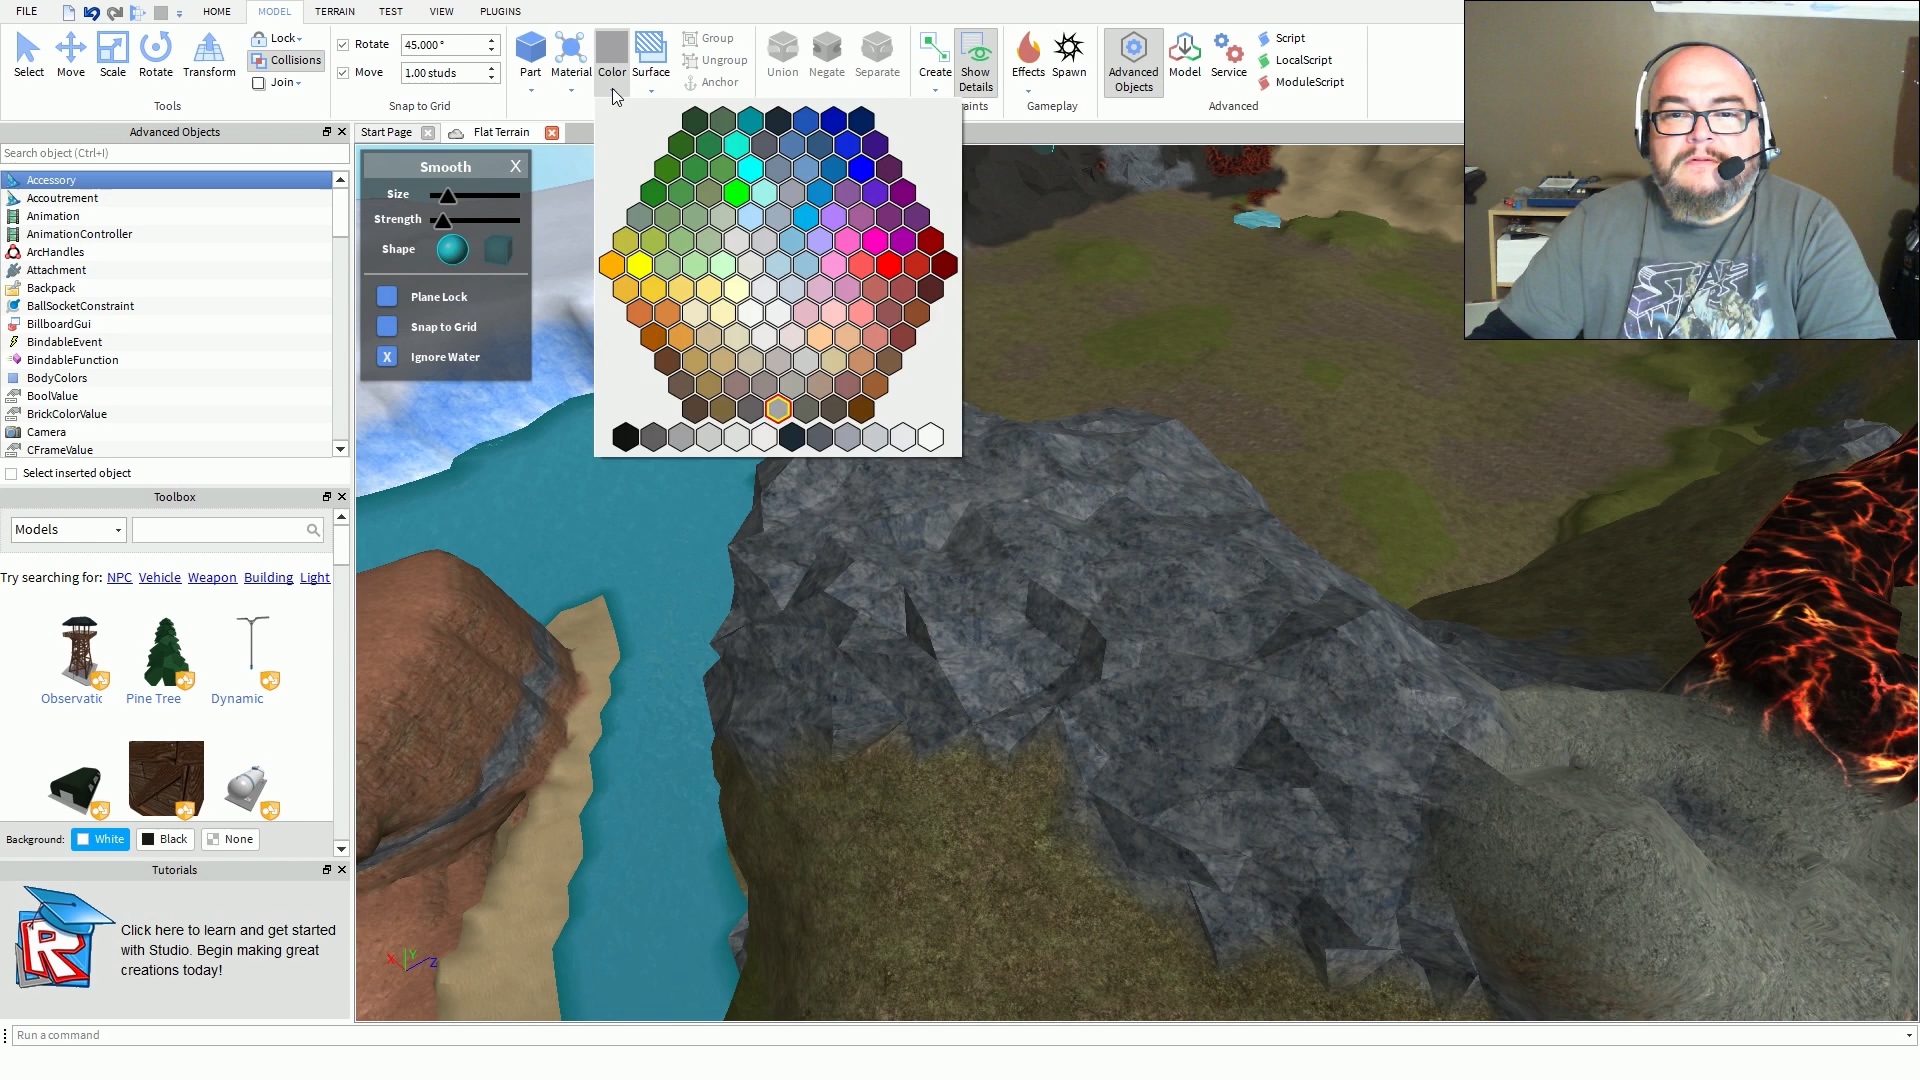 FILE HOME MODEL TERRAIN TEST VIEW PLUGINS
Select Move Scale Rotate Transform
Lock
Collisions
Join
Tools
Rotate 45.000 °
Move 1.00 studs
Snap to Grid
Part Material Color Surface
Group
Ungroup
Anchor
Union Negate Separate
Create Show Details
aints
Effects Spawn
Gameplay
Advanced Objects Model Service
Script
LocalScript
ModuleScript
Advanced
Advanced Objects
Search object (Ctrl+I)
Accessory
Accoutrement
Animation
AnimationController
ArcHandles
Attachment
Backpack
BallSocketConstraint
BillboardGui
BindableEvent
BindableFunction
BodyColors
BoolValue
BrickColorValue
Camera
CFrameValue
Select inserted object
Start Page Flat Terrain
Smooth X
Size
Strength
Shape
Plane Lock
Snap to Grid
X Ignore Water
Toolbox
Models
Try searching for: NPC Vehicle Weapon Building Light
Observatic Pine Tree Dynamic
Background: White Black None
Tutorials
Click here to learn and get started
with Studio. Begin making great
creations today!
X Y Z
Run a command